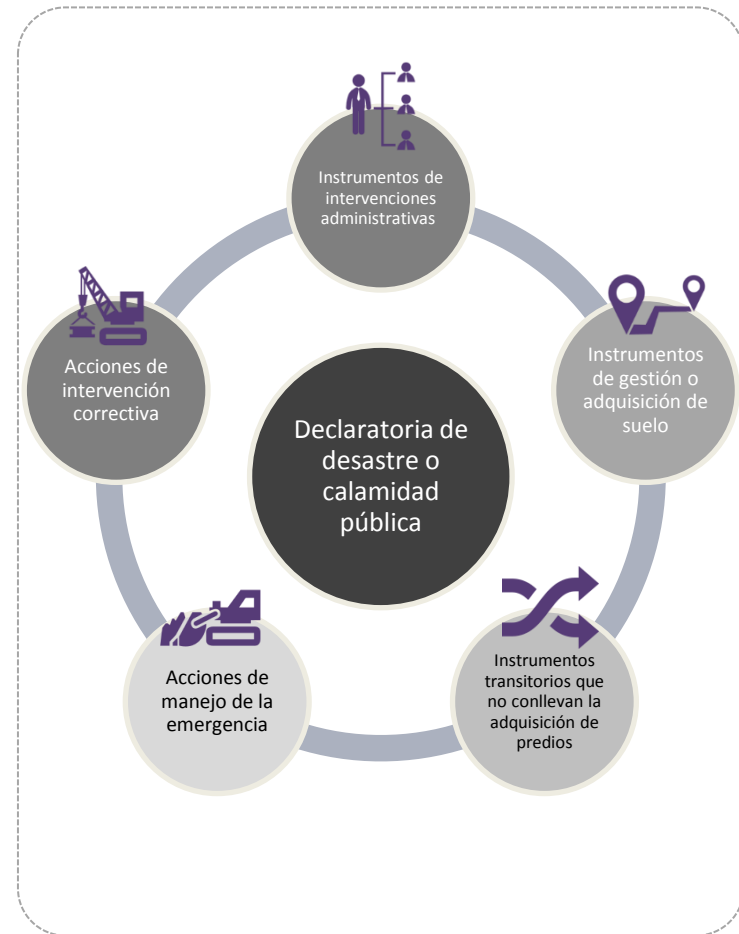 Instrumentos de
intervenciones
administrativas
Instrumentos
de gestión o
adquisición de
suelo
Instrumentos
transitorios que
no conllevan la
adquisición de
predios
Acciones de
manejo de la
emergencia
Acciones de
intervención
correctiva
Declaratoria de
desastre o
calamidad
pública